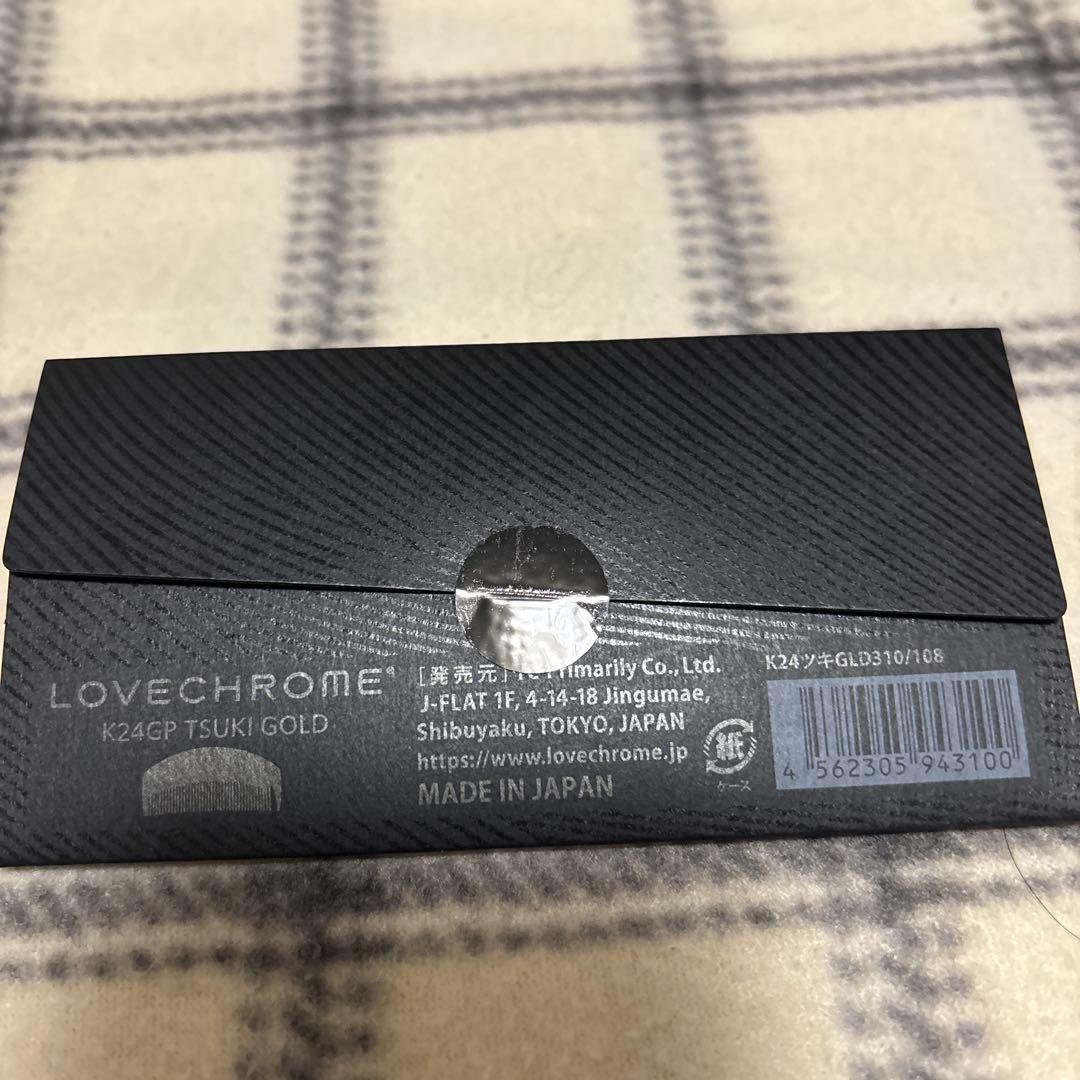 LOVECHROME®
K24GP TSUKI GOLD
[発売元] Primarily Co., Ltd.
J-FLAT 1F, 4-14-18 Jingumae,
Shibuyaku, TOKYO, JAPAN
https://www.lovechrome.jp
MADE IN JAPAN
紙
ケース
K24ツキGLD310/108
4 562305 943100